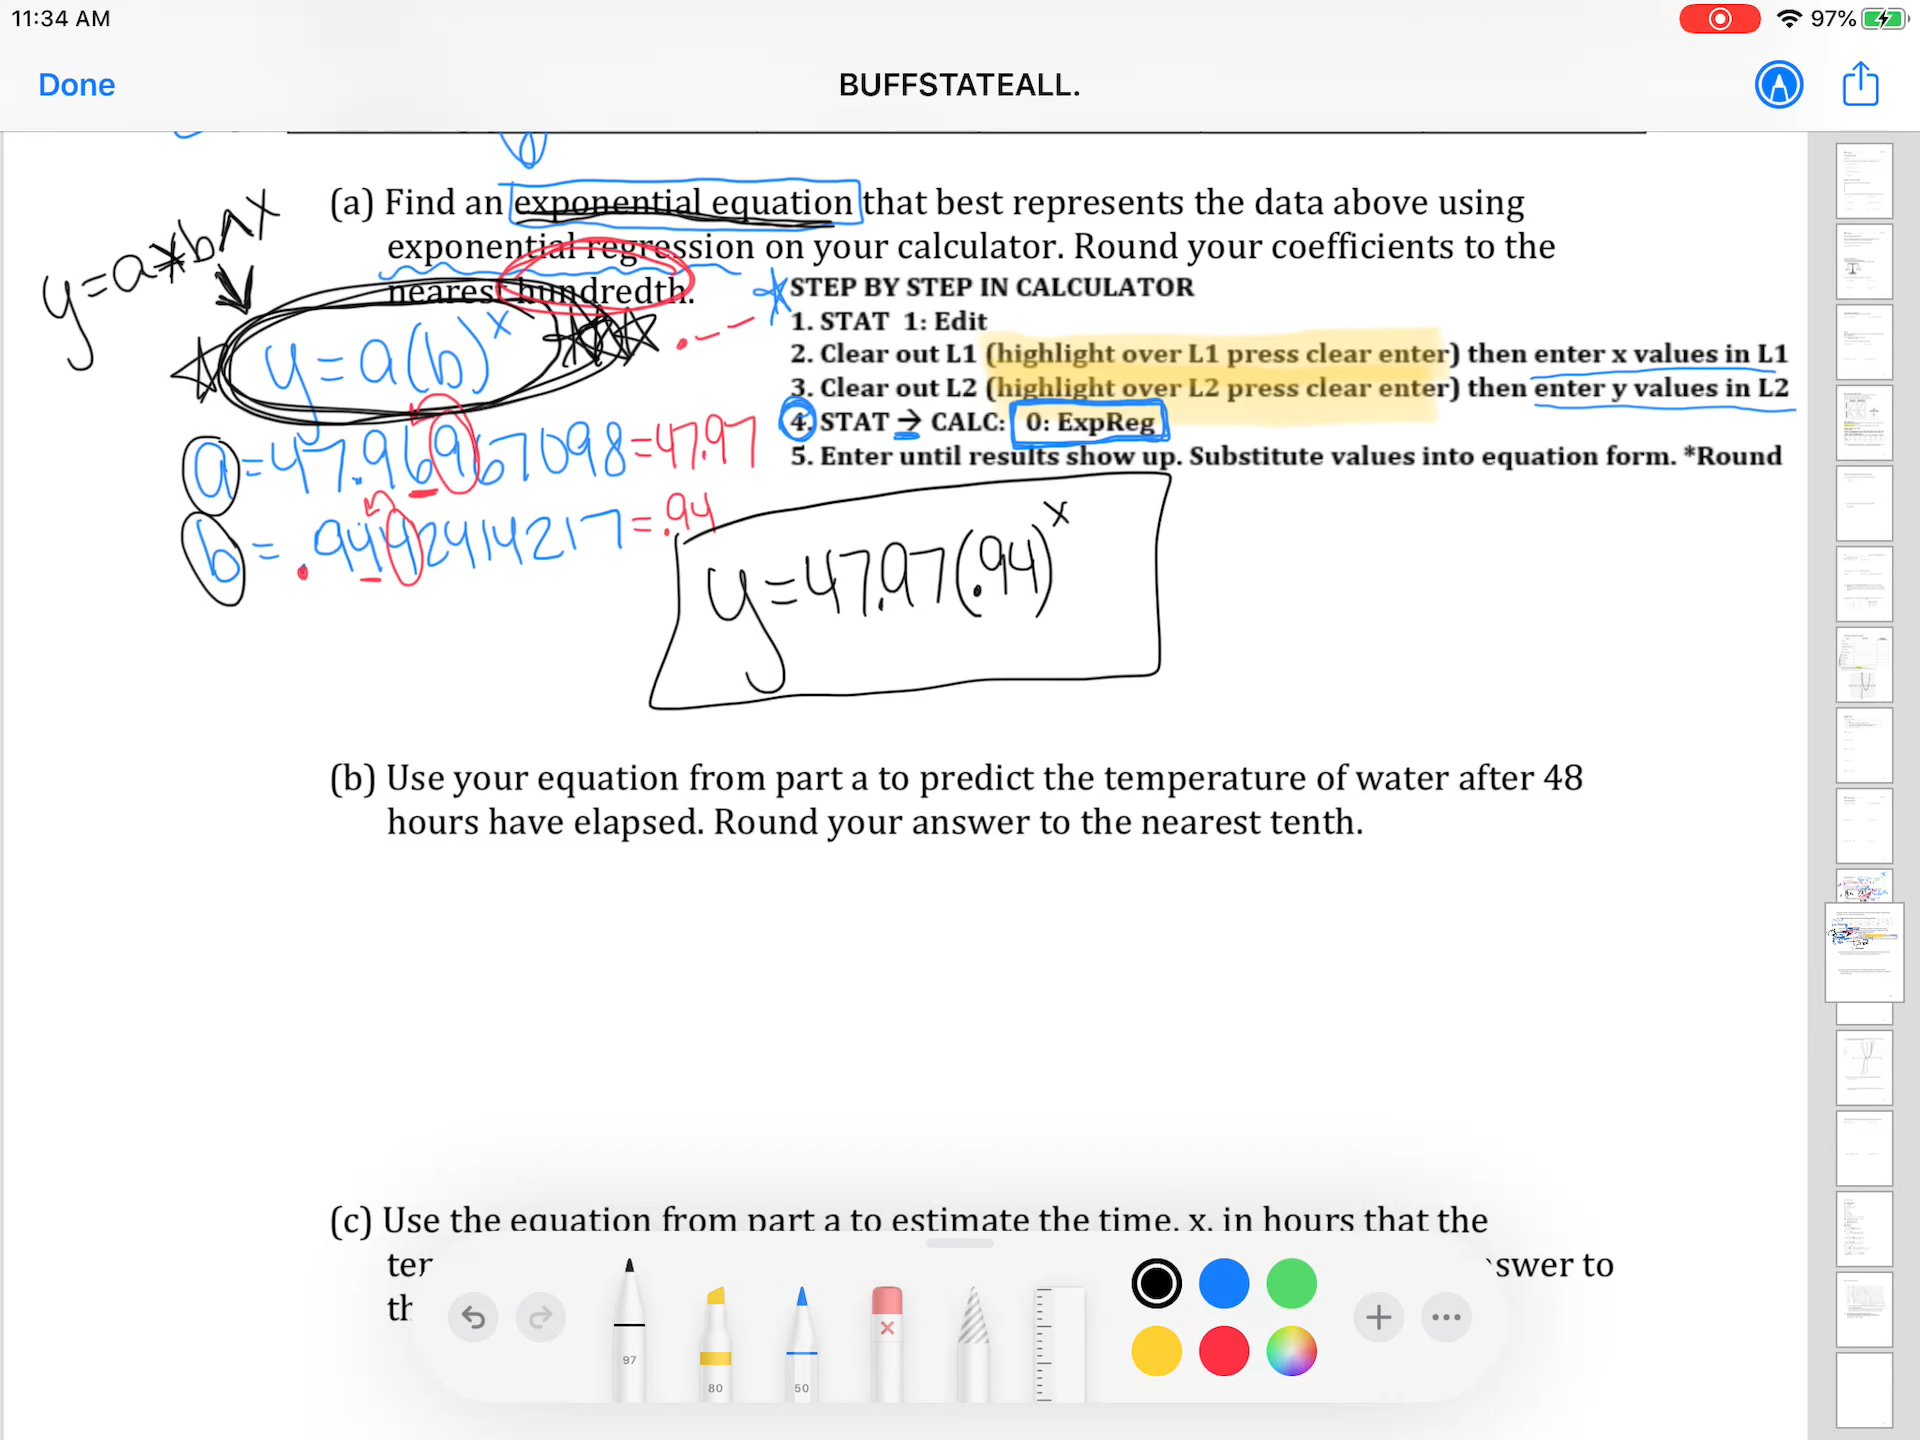 11:34 AM
97%
Done
BUFFSTATEALL.
(a) Find an exponential equation that best represents the data above using
exponential regression on your calculator. Round your coefficients to the
nearest hundredth.
y=a*b^x
y=a(b)^x
STEP BY STEP IN CALCULATOR
1. STAT 1: Edit
2. Clear out L1 (highlight over L1 press clear enter) then enter x values in L1
3. Clear out L2 (highlight over L2 press clear enter) then enter y values in L2
4. STAT → CALC: 0: ExpReg
5. Enter until results show up. Substitute values into equation form. *Round
a=47.96967098=47.97
b=.9442414217=.94
y=47.97(.94)^x
(b) Use your equation from part a to predict the temperature of water after 48
hours have elapsed. Round your answer to the nearest tenth.
(c) Use the equation from part a to estimate the time, x, in hours that the
swer to
97
80
50